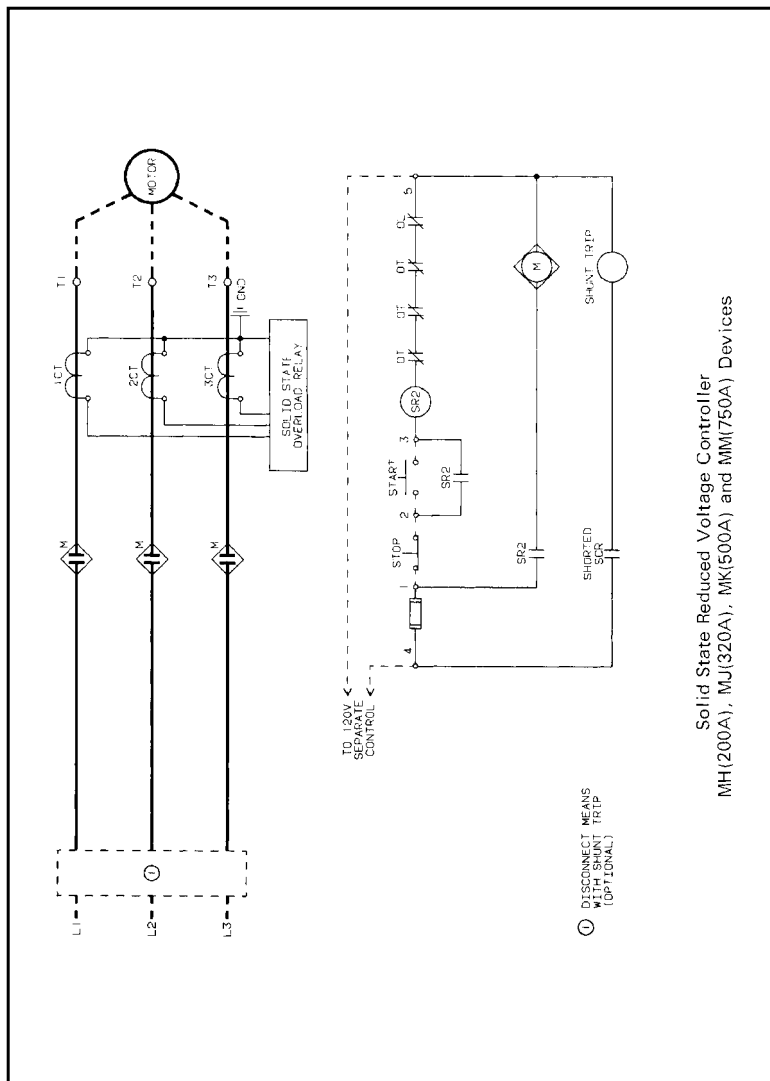 L1
L2
L3
①
M
M
M
1CT
2CT
3CT
T1
T2
T3
GND
MOTOR
SOLID STATE
OVERLOAD RELAY
TO 120V
SEPARATE
CONTROL
4
1
STOP
2
START
3
SR2
SR2
OT
OT
OT
OL
5
SR2
M
SHORTED
SCR
SHUNT TRIP
① DISCONNECT MEANS
WITH SHUNT TRIP
(OPTIONAL)
Solid State Reduced Voltage Controller
MH(200A), MJ(320A), MK(500A) and MM(750A) Devices